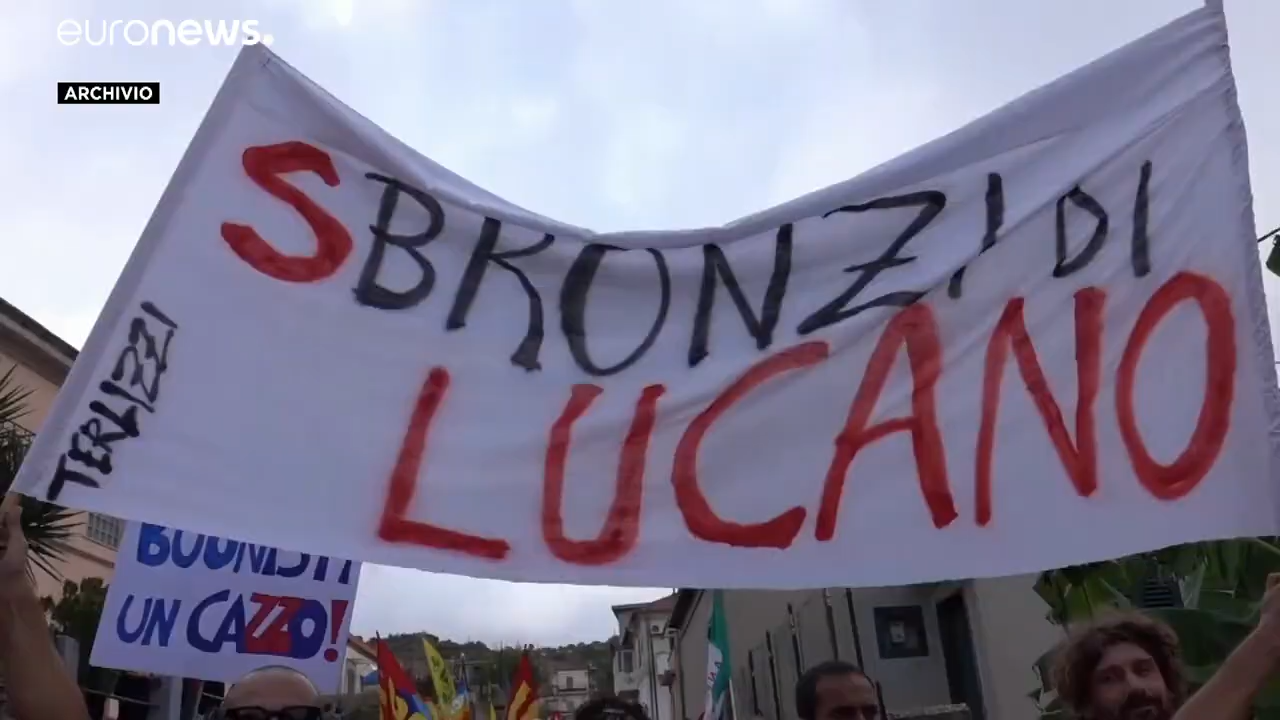 euronews.
ARCHIVIO
SBRONZI DI
LUCANO
TERLIZZI
BUONISTI
UN CAZZO!